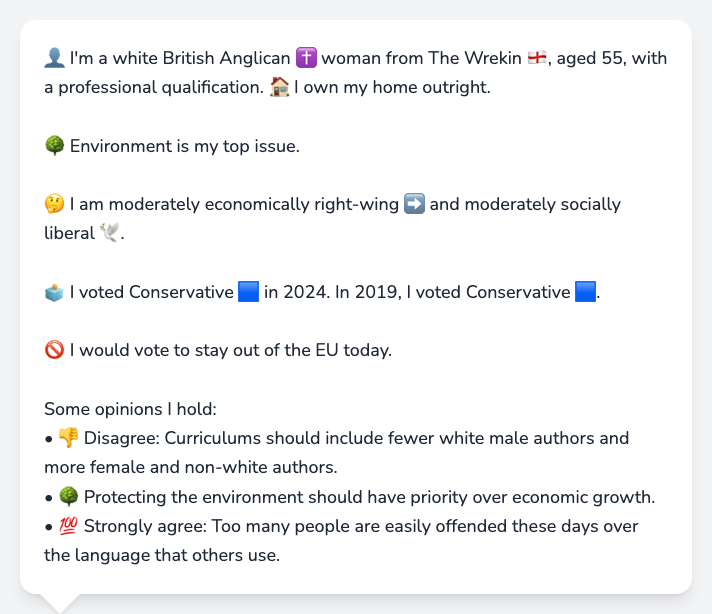 👤 I'm a white British Anglican ✝️ woman from The Wrekin 🏴󠁧󠁢󠁥󠁮󠁧󠁿, aged 55, with
a professional qualification. 🏠 I own my home outright.
🌳 Environment is my top issue.
🤔 I am moderately economically right-wing ➡️ and moderately socially
liberal 🕊️.
🗳️ I voted Conservative 🟦 in 2024. In 2019, I voted Conservative 🟦.
🚫 I would vote to stay out of the EU today.
Some opinions I hold:
• 👎 Disagree: Curriculums should include fewer white male authors and
more female and non-white authors.
• 🌳 Protecting the environment should have priority over economic growth.
• 💯 Strongly agree: Too many people are easily offended these days over
the language that others use.